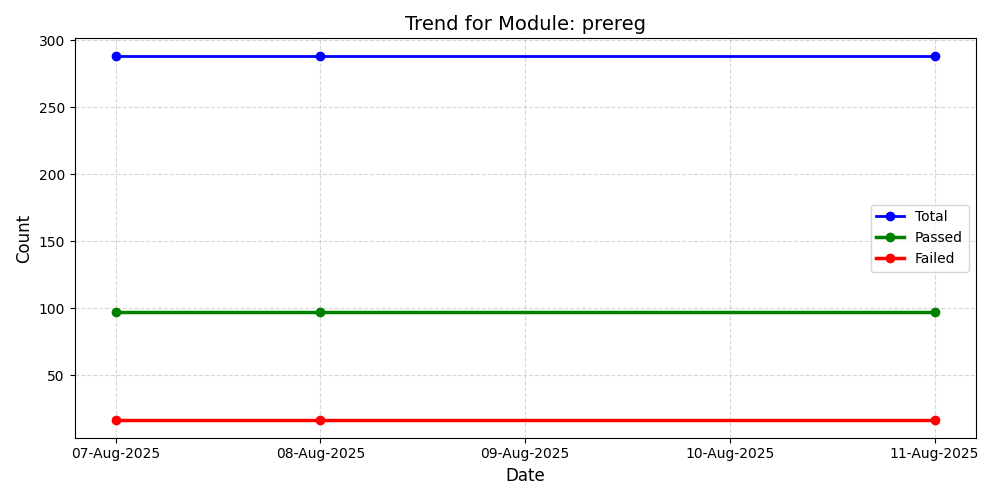 Trend for Module: prereg
Count
300
250
200
150
100
50
Total
Passed
Failed
07-Aug-2025
08-Aug-2025
09-Aug-2025
10-Aug-2025
11-Aug-2025
Date